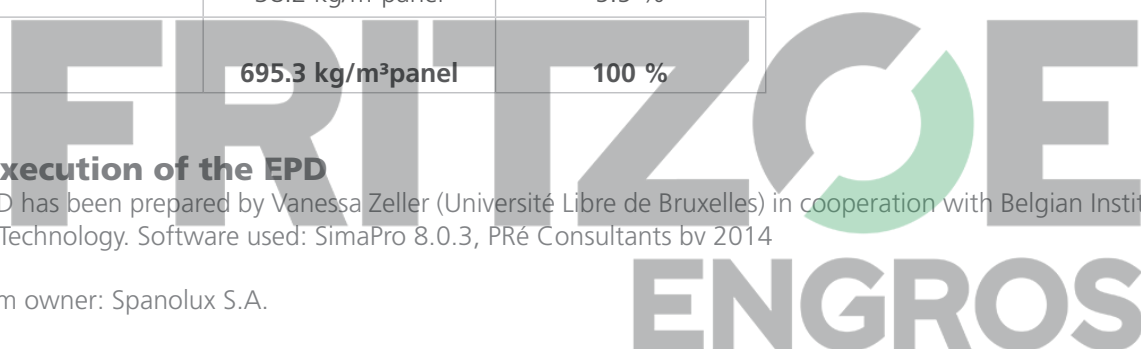 kg/m³panel %
695.3 kg/m³panel 100 %
FRITZOE
xecution of the EPD
D has been prepared by Vanessa Zeller (Université Libre de Bruxelles) in cooperation with Belgian Instit
Technology. Software used: SimaPro 8.0.3, PRé Consultants bv 2014
m owner: Spanolux S.A.
ENGROS